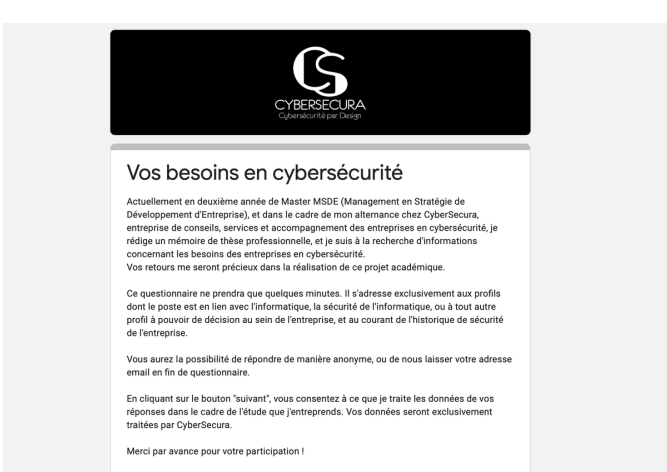 CS
CYBERSECURA
Cybersécurité par Design
Vos besoins en cybersécurité
Actuellement en deuxième année de Master MSDE (Management en Stratégie de
Développement d'Entreprise), et dans le cadre de mon alternance chez CyberSecura,
entreprise de conseils, services et accompagnement des entreprises en cybersécurité, je
rédige un mémoire de thèse professionnelle, et je suis à la recherche d'informations
concernant les besoins des entreprises en cybersécurité.
Vos retours me seront précieux dans la réalisation de ce projet académique.
Ce questionnaire ne prendra que quelques minutes. Il s'adresse exclusivement aux profils
dont le poste est en lien avec l'informatique, la sécurité de l'informatique, ou à tout autre
profil à pouvoir de décision au sein de l'entreprise, et au courant de l'historique de sécurité
de l'entreprise.
Vous aurez la possibilité de répondre de manière anonyme, ou de nous laisser votre adresse
email en fin de questionnaire.
En cliquant sur le bouton "suivant", vous consentez à ce que je traite les données de vos
réponses dans le cadre de l'étude que j'entreprends. Vos données seront exclusivement
traitées par CyberSecura.
Merci par avance pour votre participation !